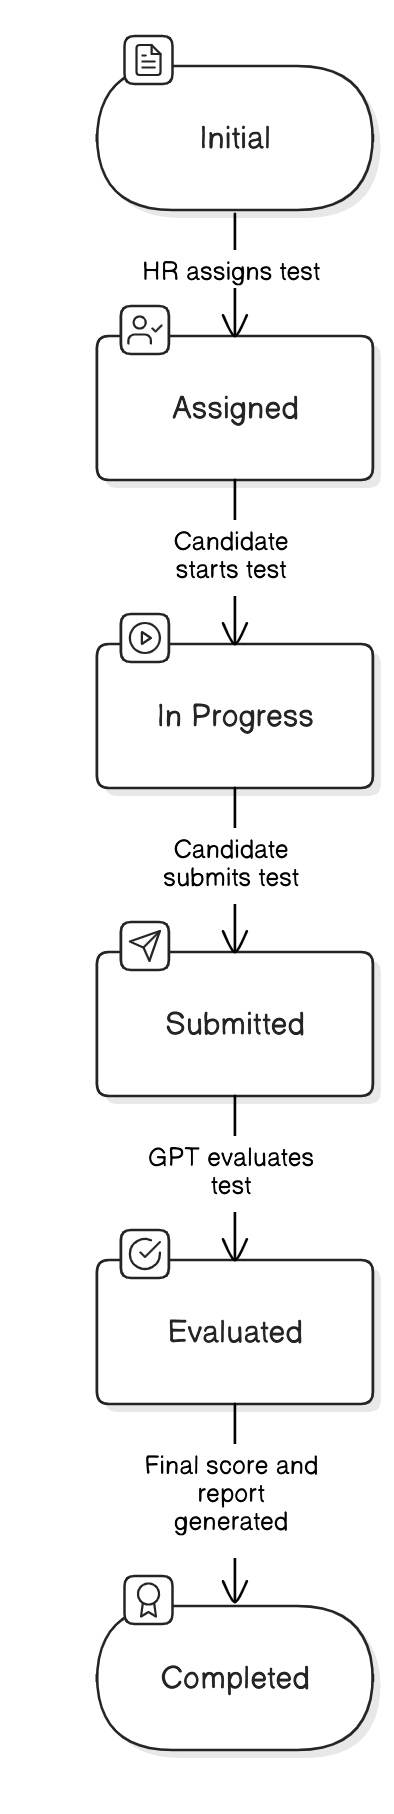 Initial
HR assigns test
Assigned
Candidate
starts test
In Progress
Candidate
submits test
Submitted
GPT evaluates
test
Evaluated
Final score and
report
generated
Completed